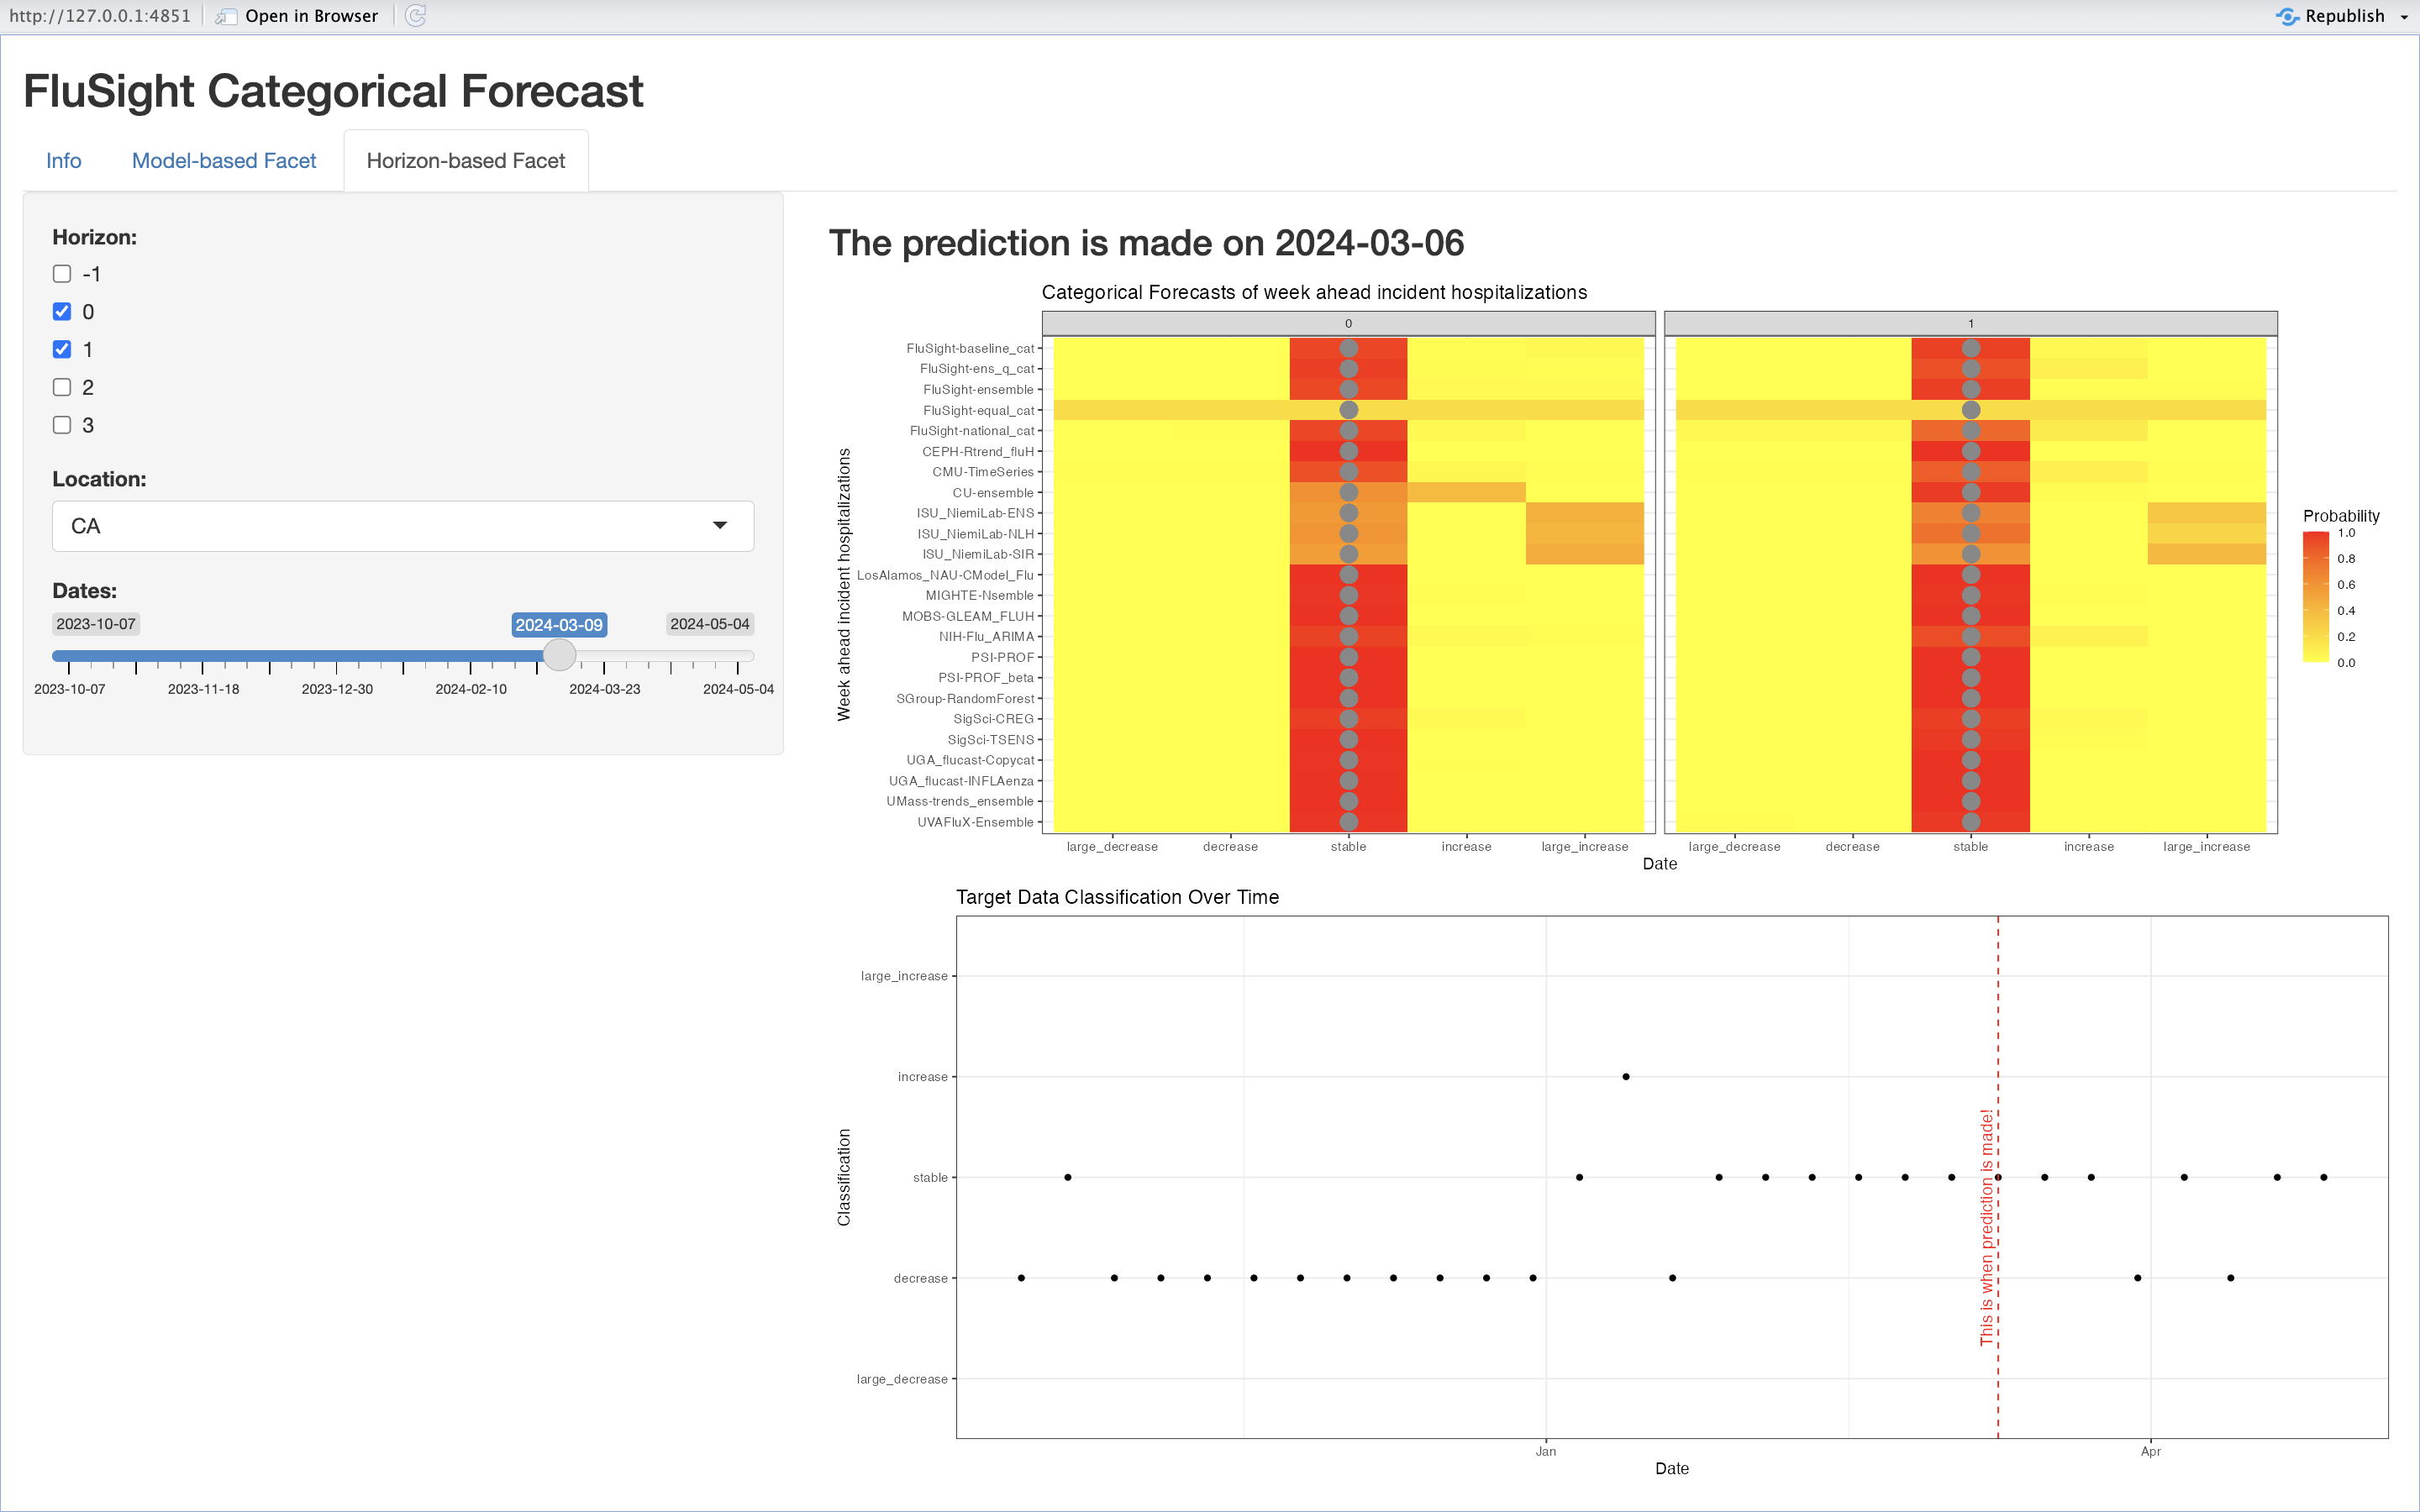 http://127.0.0.1:4851 Open in Browser Republish
FluSight Categorical Forecast
Info Model-based Facet Horizon-based Facet
Horizon:
-1
0
1
2
3
Location:
CA
Dates:
2023-10-07 2024-03-09 2024-05-04
2023-10-07 2023-11-18 2023-12-30 2024-02-10 2024-03-23 2024-05-04
The prediction is made on 2024-03-06
Categorical Forecasts of week ahead incident hospitalizations
0 1
Week ahead incident hospitalizations
FluSight-baseline_cat
FluSight-ens_q_cat
FluSight-ensemble
FluSight-equal_cat
FluSight-national_cat
CEPH-Rtrend_fluH
CMU-TimeSeries
CU-ensemble
ISU_NiemiLab-ENS
ISU_NiemiLab-NLH
ISU_NiemiLab-SIR
LosAlamos_NAU-CModel_Flu
MIGHTE-Nsemble
MOBS-GLEAM_FLUH
NIH-Flu_ARIMA
PSI-PROF
PSI-PROF_beta
SGroup-RandomForest
SigSci-CREG
SigSci-TSENS
UGA_flucast-Copycat
UGA_flucast-INFLAenza
UMass-trends_ensemble
UVAFluX-Ensemble
large_decrease decrease stable increase large_increase large_decrease decrease stable increase large_increase
Date
Probability
1.0
0.8
0.6
0.4
0.2
0.0
Target Data Classification Over Time
Classification
large_increase
increase
stable
decrease
large_decrease
This is when prediction is made!
Jan Apr
Date